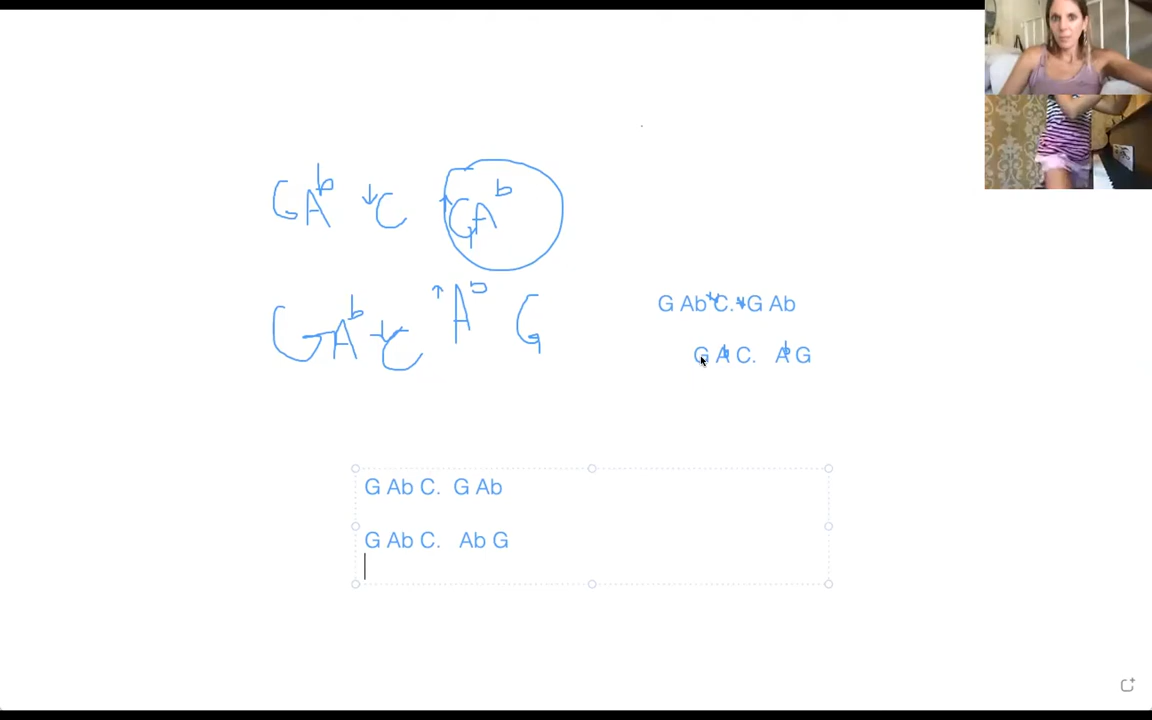 G A b ↓ C ↑ G A b
G A b ↓ C ↑ A b G
G Ab ↓ C. ↓ G Ab
G A b C. A b G
G Ab C. G Ab
G Ab C. Ab G